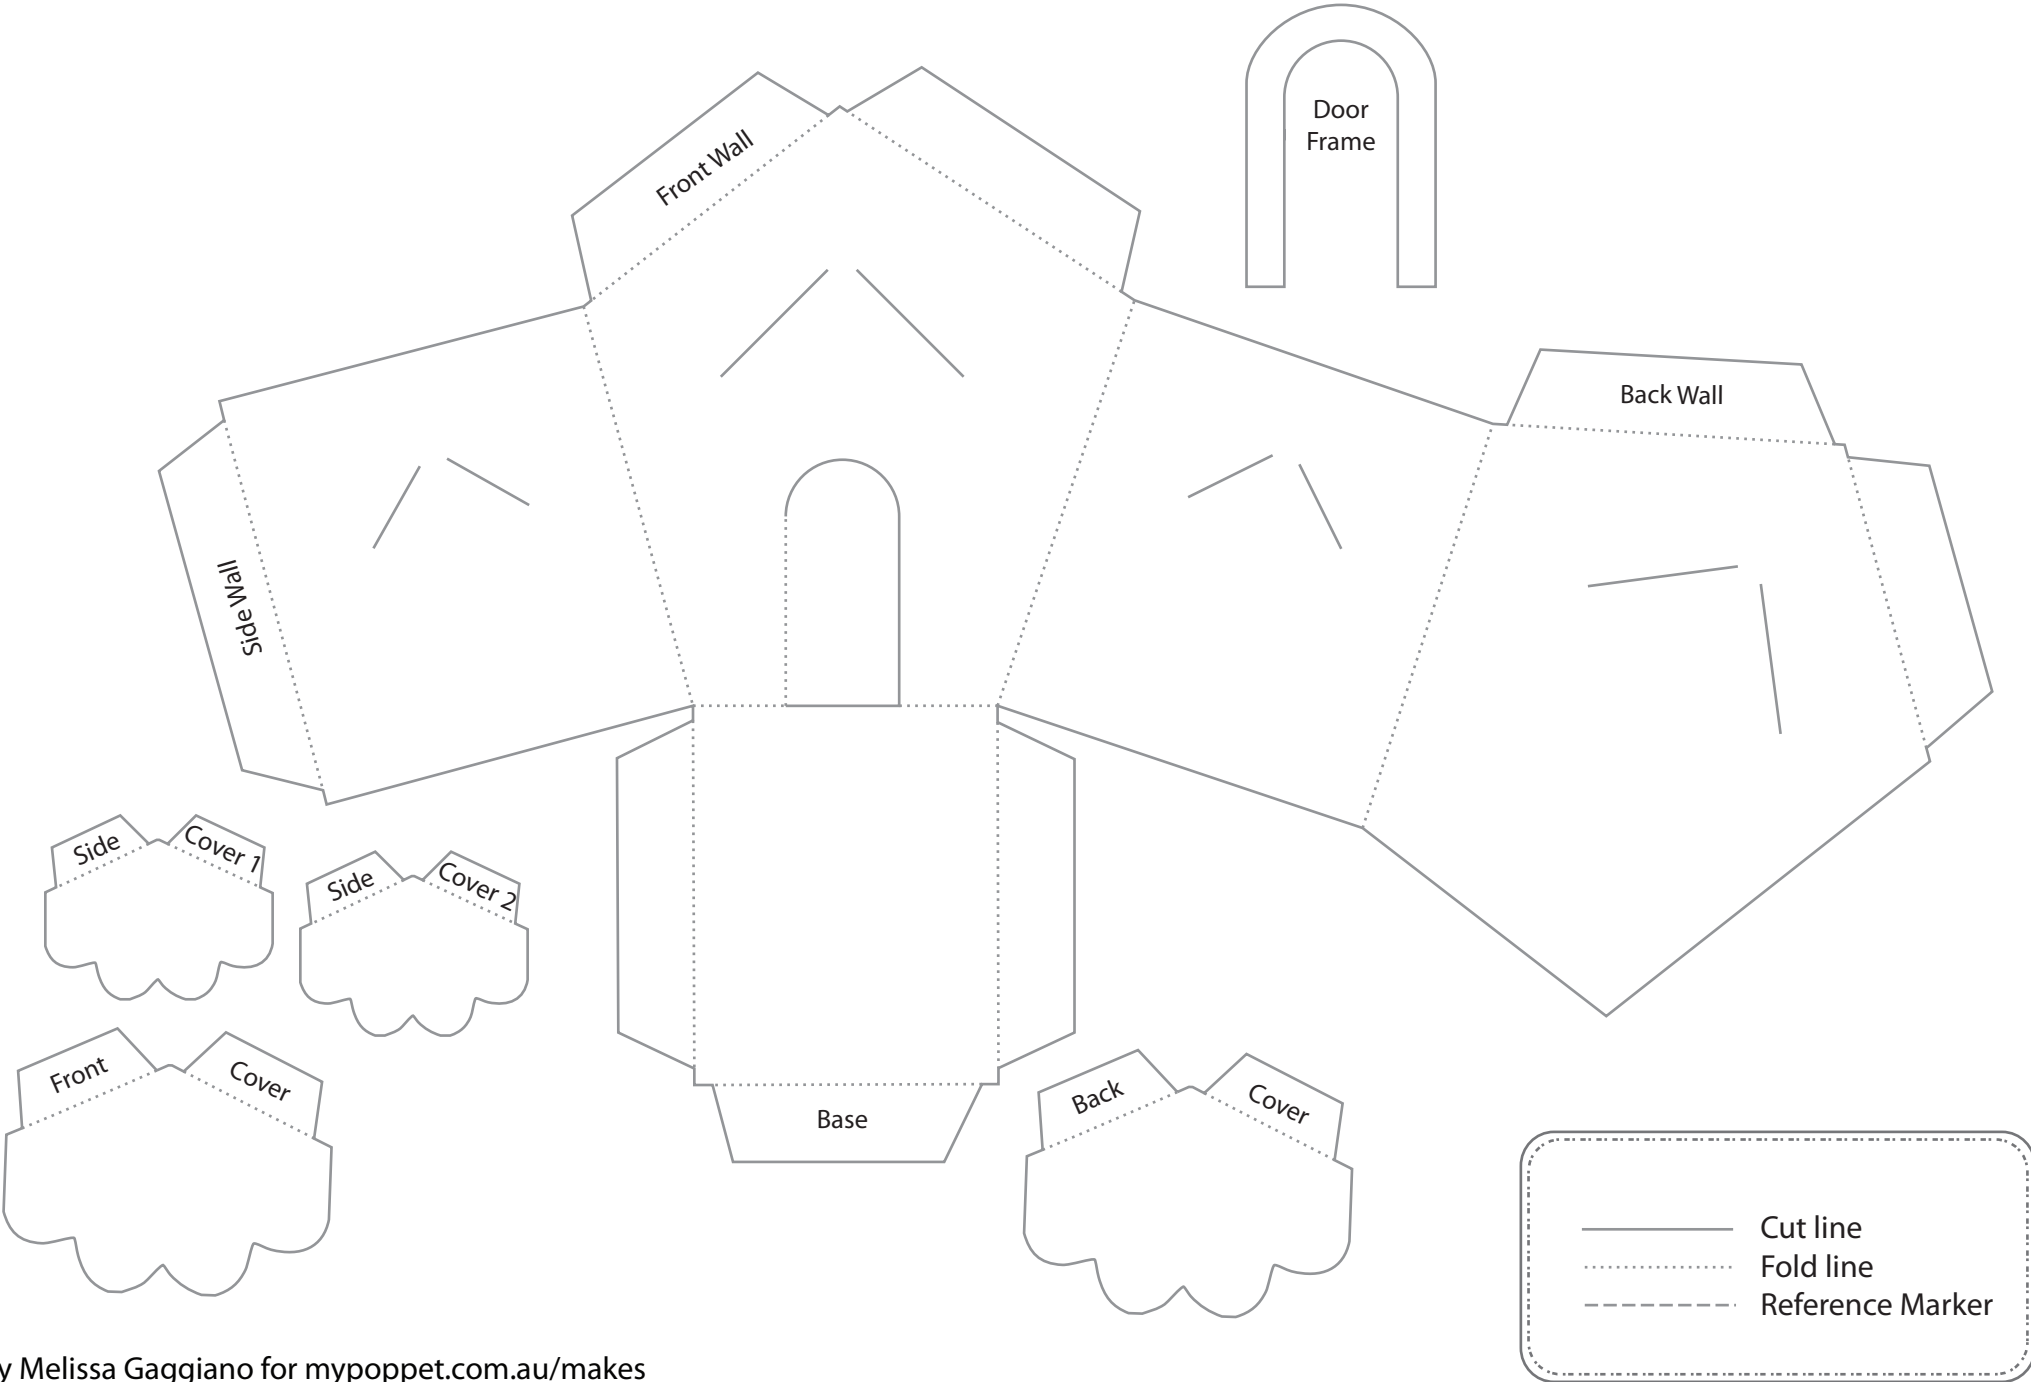 Door
Frame
Front Wall
Back Wall
Side Wall
Side
Cover 1
Side
Cover 2
Front
Cover
Back
Cover
Base
Cut line
Fold line
Reference Marker
y Melissa Gaggiano for mypoppet.com.au/makes